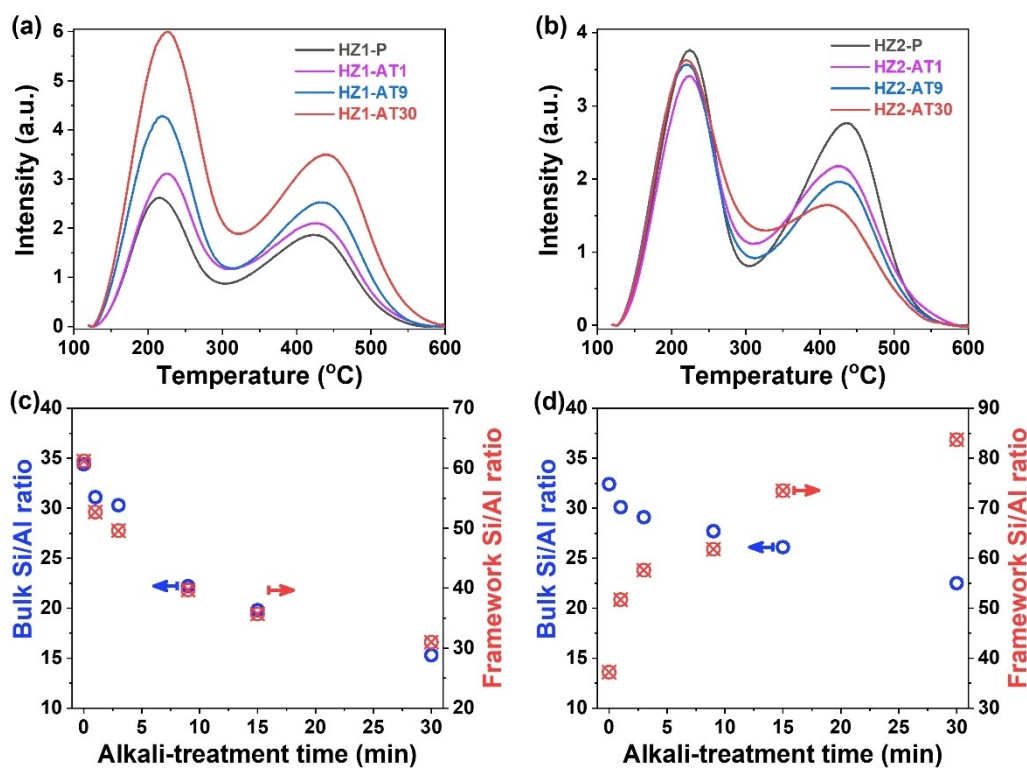 (a)
6
5
4
3
2
1
0
Intensity (a.u.)
HZ1-P
HZ1-AT1
HZ1-AT9
HZ1-AT30
100 200 300 400 500 600
Temperature (°C)
(b)
4
3
2
1
0
Intensity (a.u.)
HZ2-P
HZ2-AT1
HZ2-AT9
HZ2-AT30
100 200 300 400 500 600
Temperature (°C)
(c)
40
35
30
25
20
15
10
Bulk Si/Al ratio
70
60
50
40
30
20
Framework Si/Al ratio
0 5 10 15 20 25 30
Alkali-treatment time (min)
(d)
40
35
30
25
20
15
10
Bulk Si/Al ratio
90
80
70
60
50
40
30
Framework Si/Al ratio
0 5 10 15 20 25 30
Alkali-treatment time (min)